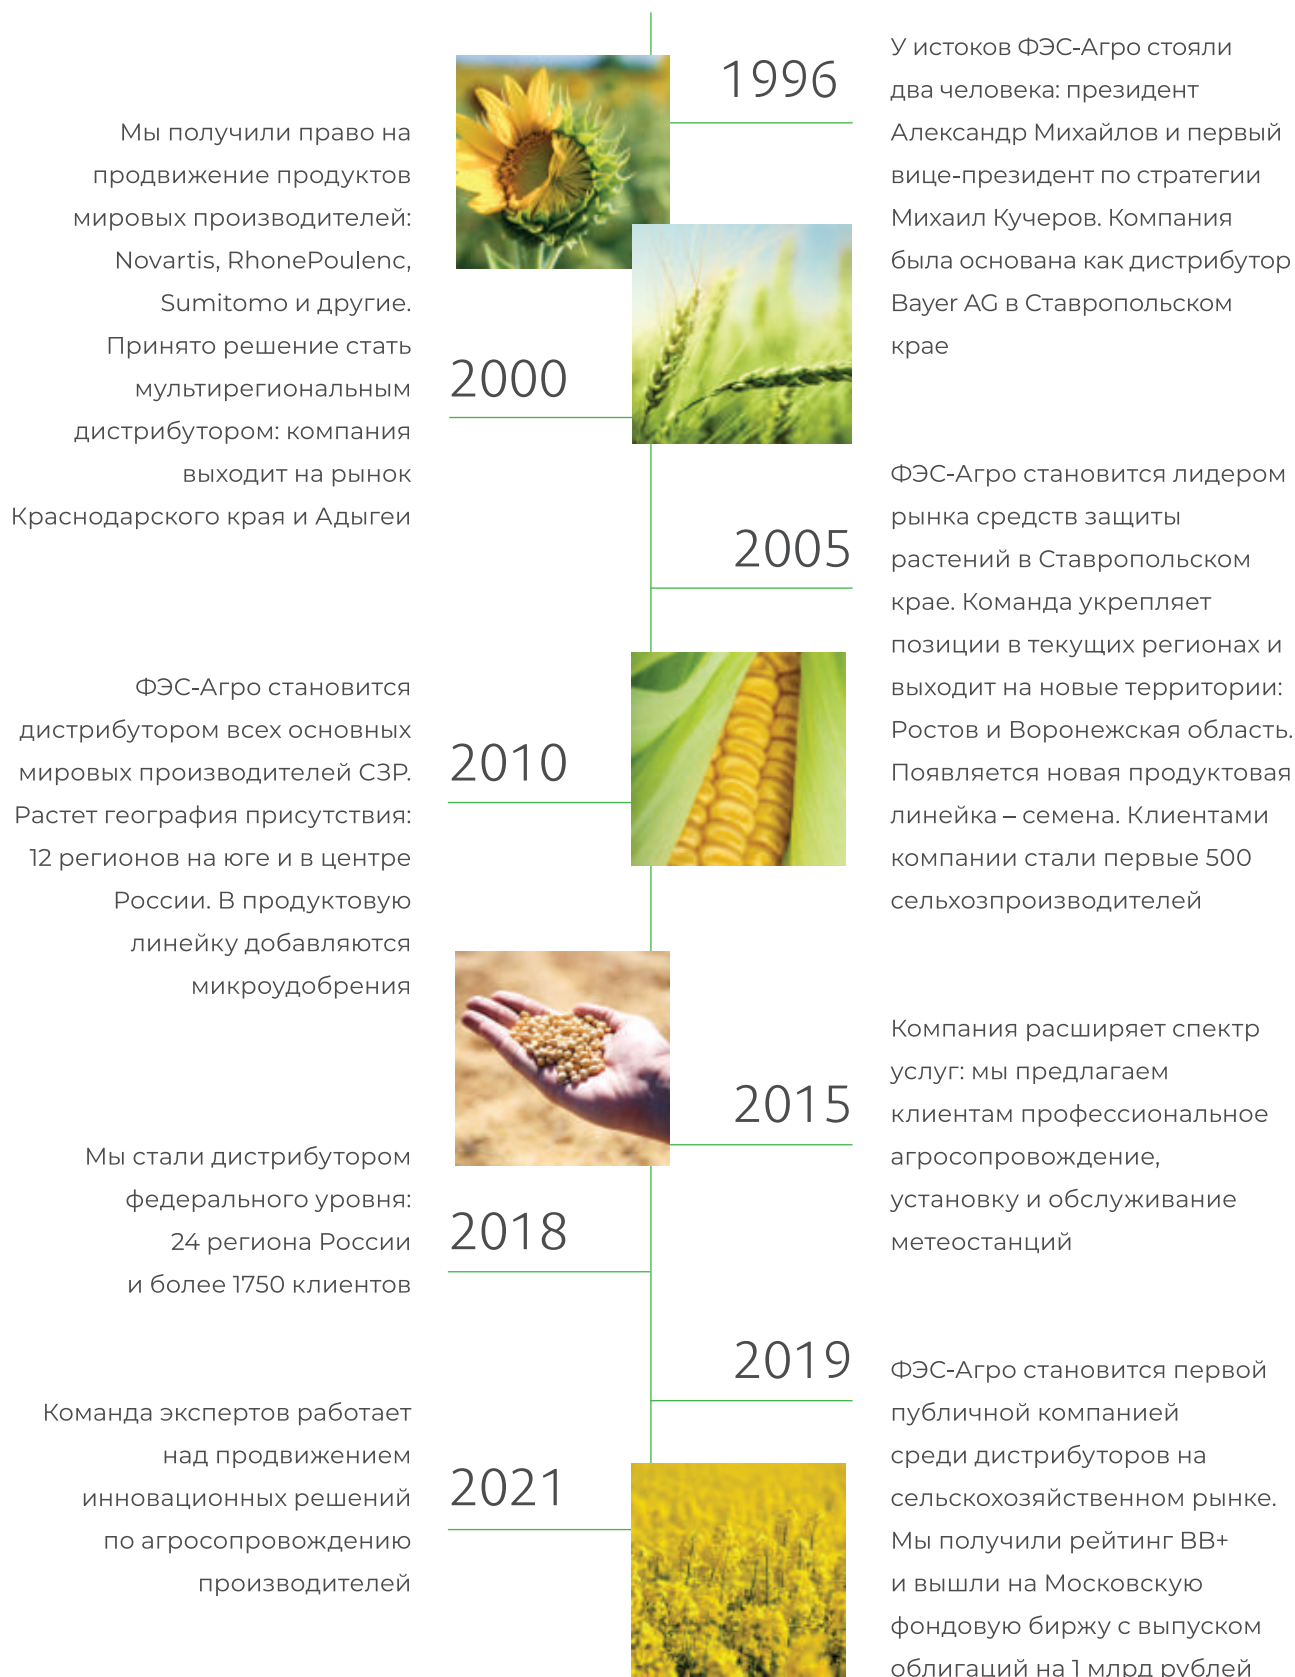 1996
У истоков ФЭС-Агро стояли
два человека: президент
Александр Михайлов и первый
вице-президент по стратегии
Михаил Кучеров. Компания
была основана как дистрибутор
Bayer AG в Ставропольском
крае
2000
Мы получили право на
продвижение продуктов
мировых производителей:
Novartis, RhonePoulenc,
Sumitomo и другие.
Принято решение стать
мультирегиональным
дистрибутором: компания
выходит на рынок
Краснодарского края и Адыгеи
2005
ФЭС-Агро становится лидером
рынка средств защиты
растений в Ставропольском
крае. Команда укрепляет
позиции в текущих регионах и
выходит на новые территории:
Ростов и Воронежская область.
Появляется новая продуктовая
линейка – семена. Клиентами
компании стали первые 500
сельхозпроизводителей
2010
ФЭС-Агро становится
дистрибутором всех основных
мировых производителей СЗР.
Растет география присутствия:
12 регионов на юге и в центре
России. В продуктовую
линейку добавляются
микроудобрения
2015
Компания расширяет спектр
услуг: мы предлагаем
клиентам профессиональное
агросопровождение,
установку и обслуживание
метеостанций
2018
Мы стали дистрибутором
федерального уровня:
24 региона России
и более 1750 клиентов
2019
ФЭС-Агро становится первой
публичной компанией
среди дистрибуторов на
сельскохозяйственном рынке.
Мы получили рейтинг BB+
и вышли на Московскую
фондовую биржу с выпуском
облигаций на 1 млрд рублей
2021
Команда экспертов работает
над продвижением
инновационных решений
по агросопровождению
производителей